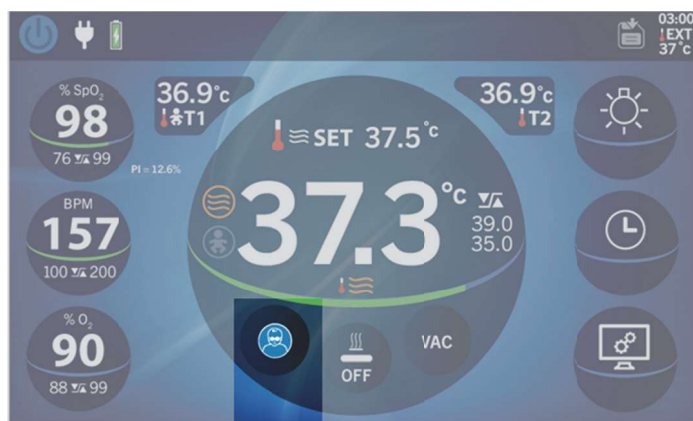 03:00
EXT
37°c
% SpO₂
98
76 99
PI = 12.6%
36.9°c
T1
36.9°c
T2
SET 37.5°c
37.3°c
39.0
35.0
BPM
157
100 200
% O₂
90
88 99
OFF
VAC